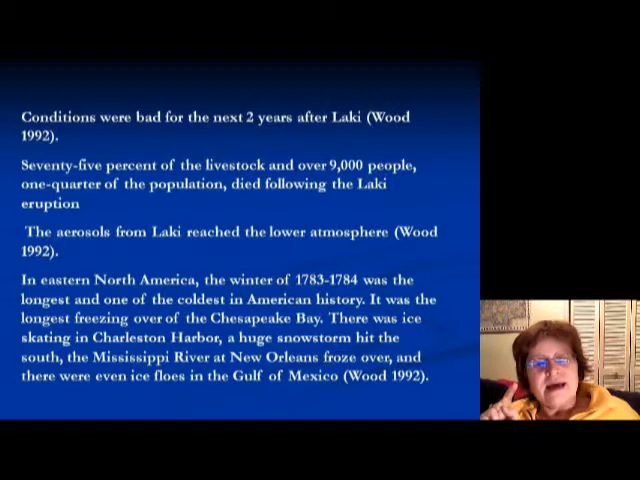 Conditions were bad for the next 2 years after Laki (Wood
1992).
Seventy-five percent of the livestock and over 9,000 people,
one-quarter of the population, died following the Laki
eruption
The aerosols from Laki reached the lower atmosphere (Wood
1992).
In eastern North America, the winter of 1783-1784 was the
longest and one of the coldest in American history. It was the
longest freezing over of the Chesapeake Bay. There was ice
skating in Charleston Harbor, a huge snowstorm hit the
south, the Mississippi River at New Orleans froze over, and
there were even ice floes in the Gulf of Mexico (Wood 1992).